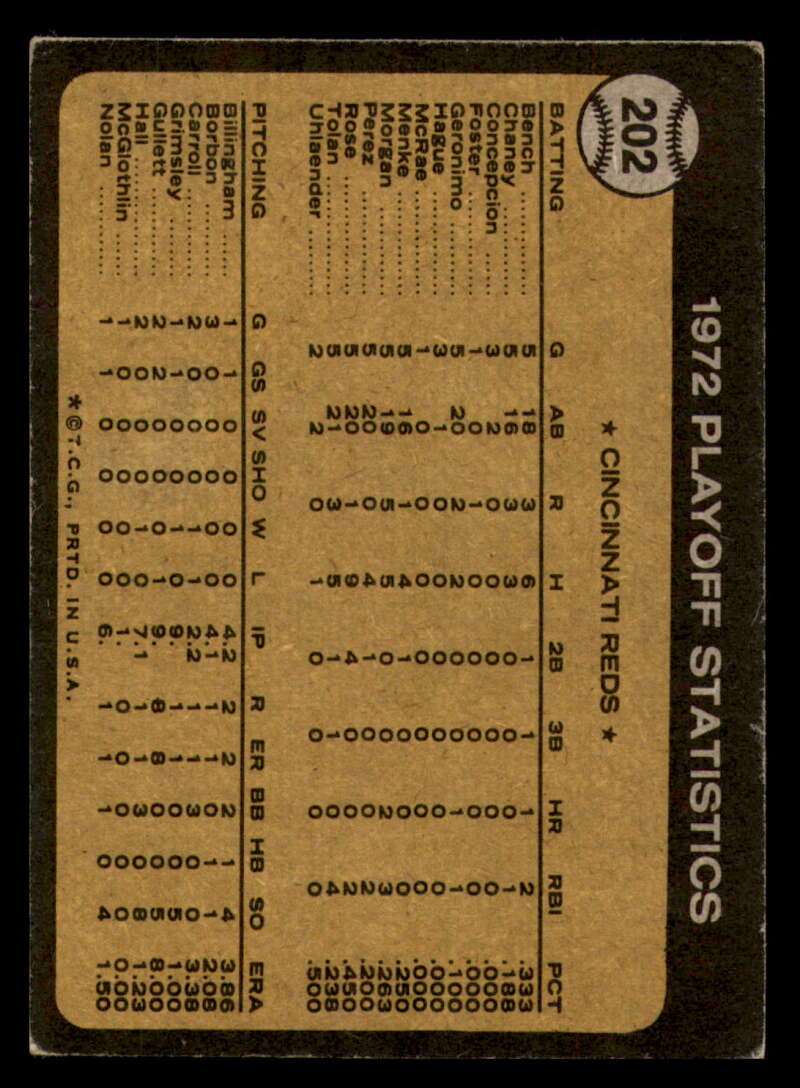 202
1972 PLAYOFF STATISTICS
★ CINCINNATI REDS ★
BATTING G AB R H 2B 3B HR RBI PCT
Bench .......... 5 18 3 6 1 1 1 2 .333
Chaney .......... 5 16 3 3 0 0 0 1 .188
Concepcion ..... 3 2 0 0 0 0 0 0 .000
Foster .......... 1 0 1 0 0 0 0 0 .000
Geronimo ........ 5 20 2 2 0 0 1 1 .100
Hague .......... 3 1 0 0 0 0 0 0 .000
McRae .......... 1 0 0 0 0 0 0 0 .000
Menke .......... 5 16 1 4 1 0 0 0 .250
Morgan .......... 5 19 5 5 0 0 2 3 .263
Perez .......... 5 20 0 4 1 0 0 2 .200
Rose .......... 5 20 1 9 4 0 0 2 .450
Tolan .......... 5 21 3 5 1 1 0 4 .238
Uhlaender ....... 2 2 0 1 0 0 0 0 .500
PITCHING G GS SV SHO W L IP R ER BB HB SO ERA
Billingham ...... 1 1 0 0 0 0 4.2 2 2 2 1 4 3.86
Borbon .......... 3 0 0 0 0 0 4.1 1 1 0 1 1 2.08
Carroll .......... 2 0 0 0 1 1 2.2 1 1 3 0 0 3.38
Grimsley ........ 1 1 0 0 1 0 9. 1 1 0 0 5 1.00
Gullett .......... 2 2 0 0 0 1 9. 8 8 0 0 5 8.00
Hall .......... 2 0 0 0 1 0 7.1 1 1 3 0 8 1.23
McGlothlin ...... 1 0 0 0 0 0 1. 0 0 0 0 0 0.00
Nolan .......... 1 1 0 0 0 0 6. 1 1 1 0 4 1.50
*©T.C.G., PRTD. IN U.S.A.